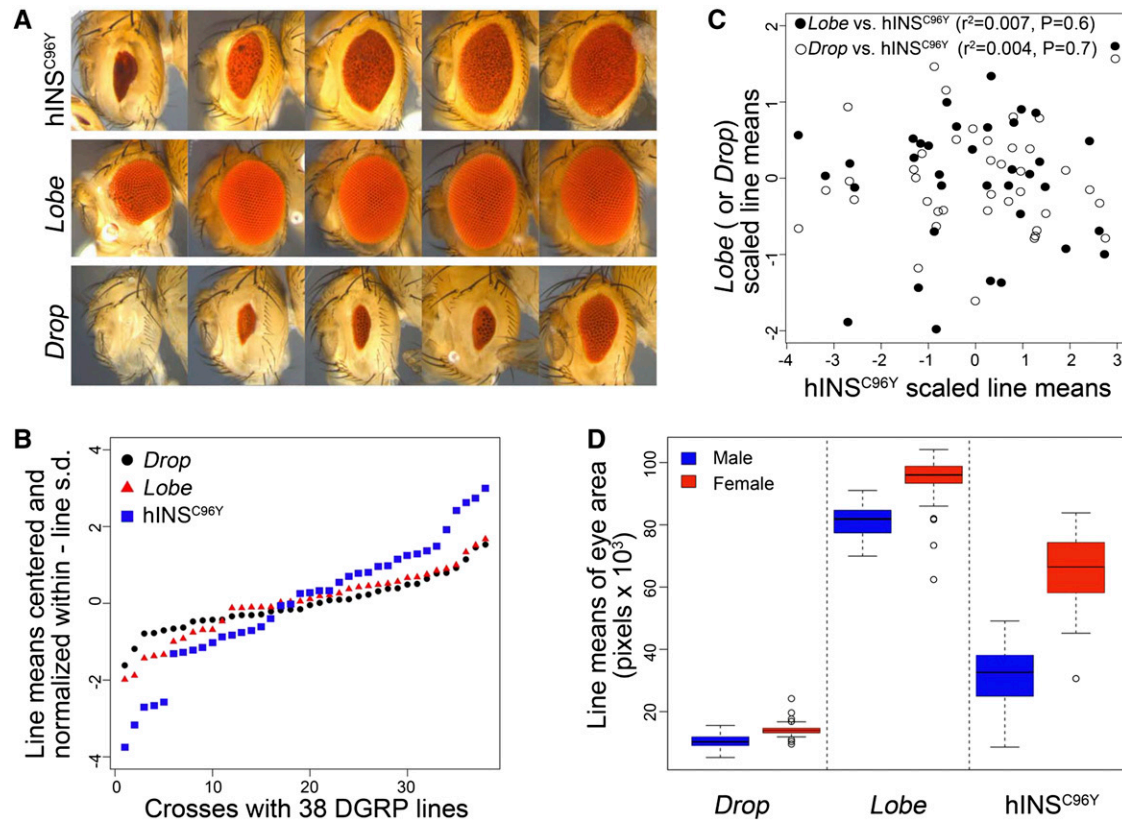 A
hINS^C96Y
Lobe
Drop
B
Line means centered and
normalized within - line s.d.
4
2
0
-2
-4
Drop
Lobe
hINS^C96Y
0 10 20 30
Crosses with 38 DGRP lines
C
Lobe vs. hINS^C96Y (r²=0.007, P=0.6)
Drop vs. hINS^C96Y (r²=0.004, P=0.7)
Lobe ( or Drop)
scaled line means
2
1
0
1
-2
-4 -3 -2 -1 0 1 2 3
hINS^C96Y scaled line means
D
Male
Female
Line means of eye area
(pixels x 10³)
100
80
60
40
20
Drop Lobe hINS^C96Y